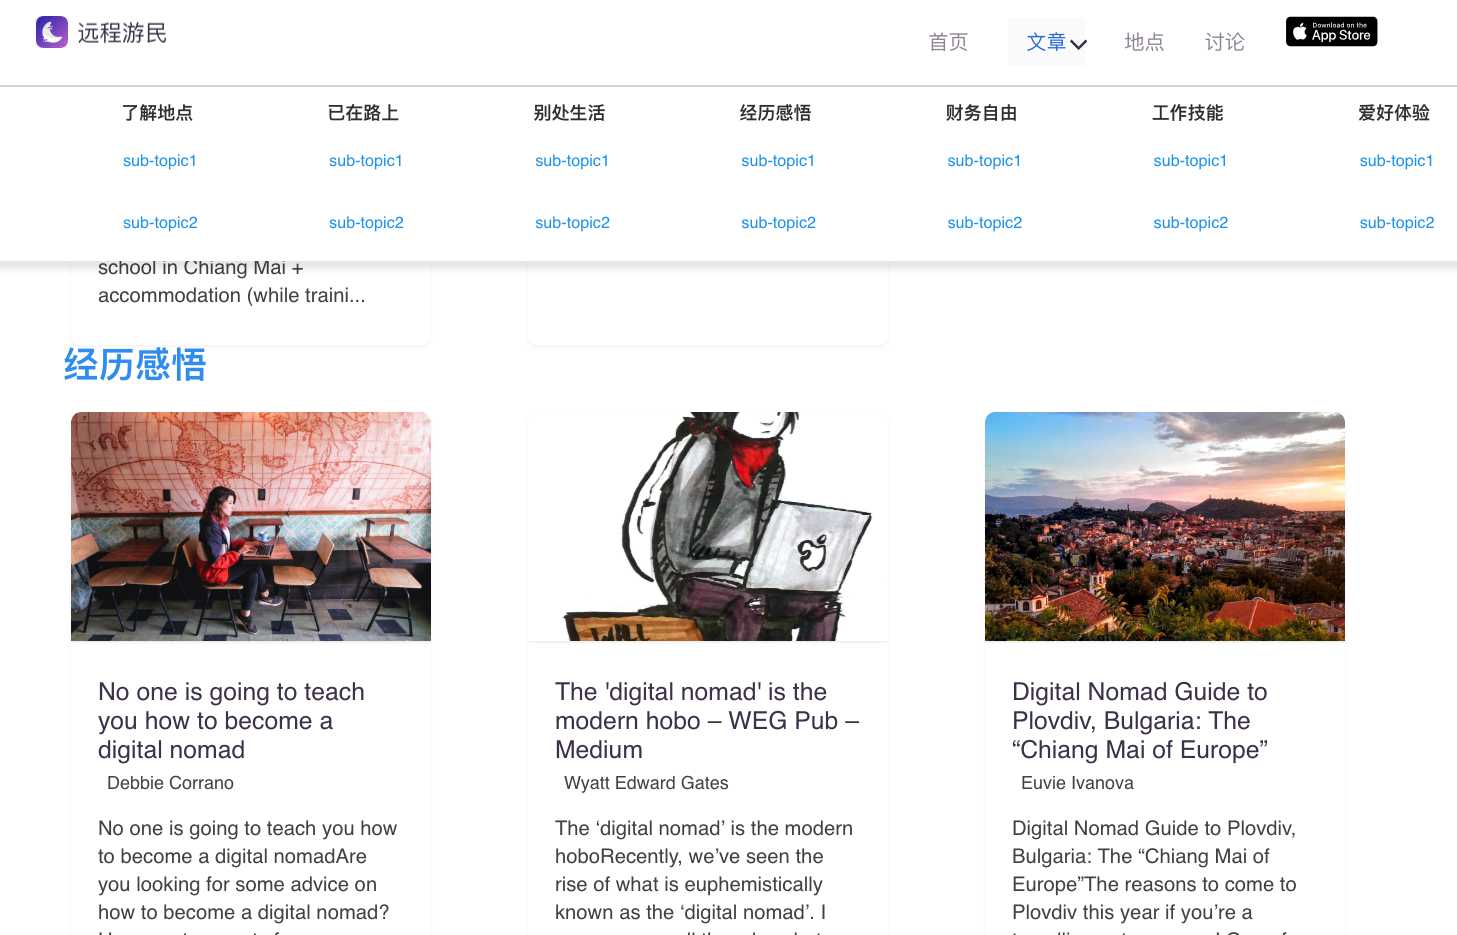 远程游民
首页 文章 地点 讨论
Download on the
App Store
了解地点 已在路上 别处生活 经历感悟 财务自由 工作技能 爱好体验
sub-topic1 sub-topic1 sub-topic1 sub-topic1 sub-topic1 sub-topic1 sub-topic1
sub-topic2 sub-topic2 sub-topic2 sub-topic2 sub-topic2 sub-topic2 sub-topic2
school in Chiang Mai +
accommodation (while traini...
经历感悟
WILL
No one is going to teach
you how to become a
digital nomad
Debbie Corrano
No one is going to teach you how
to become a digital nomadAre
you looking for some advice on
how to become a digital nomad?
The 'digital nomad' is the
modern hobo – WEG Pub –
Medium
Wyatt Edward Gates
The ‘digital nomad’ is the modern
hoboRecently, we’ve seen the
rise of what is euphemistically
known as the ‘digital nomad’. I
Digital Nomad Guide to
Plovdiv, Bulgaria: The
“Chiang Mai of Europe”
Euvie Ivanova
Digital Nomad Guide to Plovdiv,
Bulgaria: The “Chiang Mai of
Europe”The reasons to come to
Plovdiv this year if you’re a